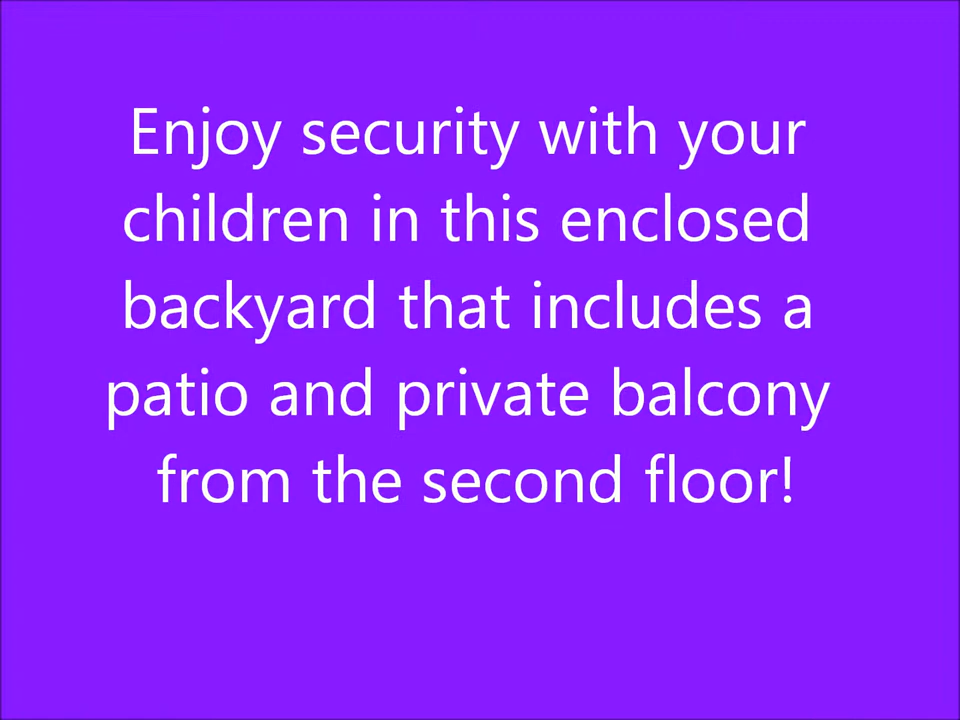 Enjoy security with your
children in this enclosed
backyard that includes a
patio and private balcony
from the second floor!